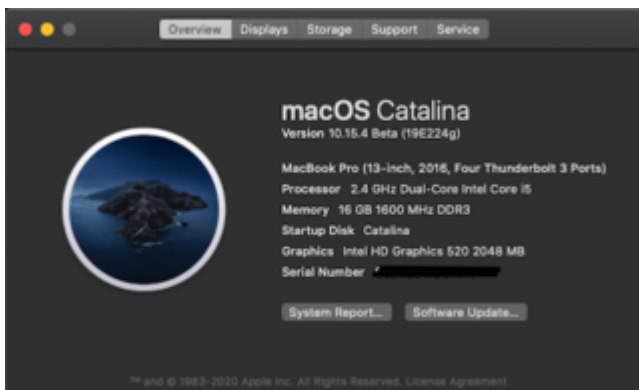 Overview Displays Storage Support Service
macOS Catalina
Version 10.15.4 Beta (19E224g)
MacBook Pro (13-inch, 2016, Four Thunderbolt 3 Ports)
Processor 2.4 GHz Dual-Core Intel Core i5
Memory 16 GB 1600 MHz DDR3
Startup Disk Catalina
Graphics Intel HD Graphics 520 2048 MB
Serial Number
System Report... Software Update...
™ and © 1983-2020 Apple Inc. All Rights Reserved. License Agreement